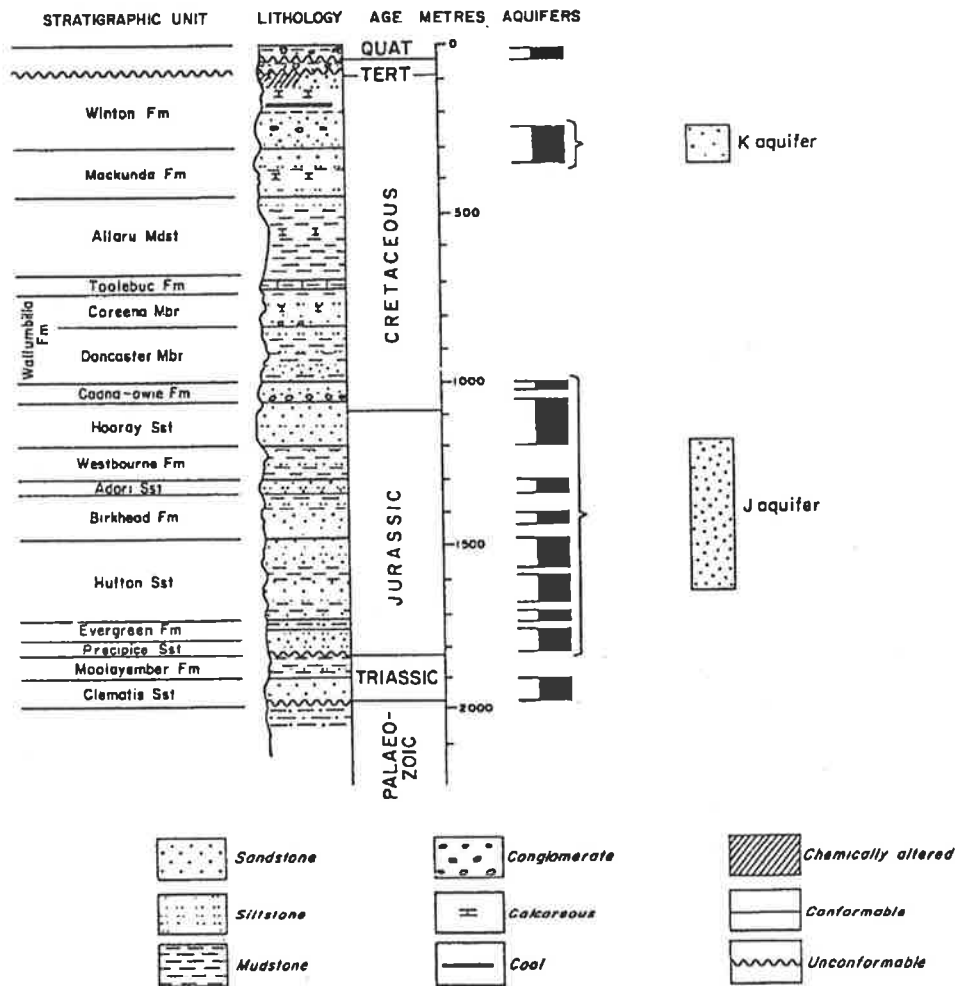 STRATIGRAPHIC UNIT LITHOLOGY AGE METRES AQUIFERS
0
QUAT
TERT
Winton Fm
K aquifer
Mackunda Fm
500
Allaru Mdst
CRETACEOUS
Toolebuc Fm
Wallumbilla Fm
Coreena Mbr
Doncaster Mbr
1000
Cadna-owie Fm
Hooray Sst
Westbourne Fm
Adori Sst
J aquifer
Birkhead Fm
JURASSIC
1500
Hutton Sst
Evergreen Fm
Precipice Sst
Moolayember Fm
TRIASSIC
Clematis Sst
2000
PALAEO-
ZOIC
Sandstone Conglomerate Chemically altered
Siltstone Calcareous Conformable
Mudstone Coal Unconformable